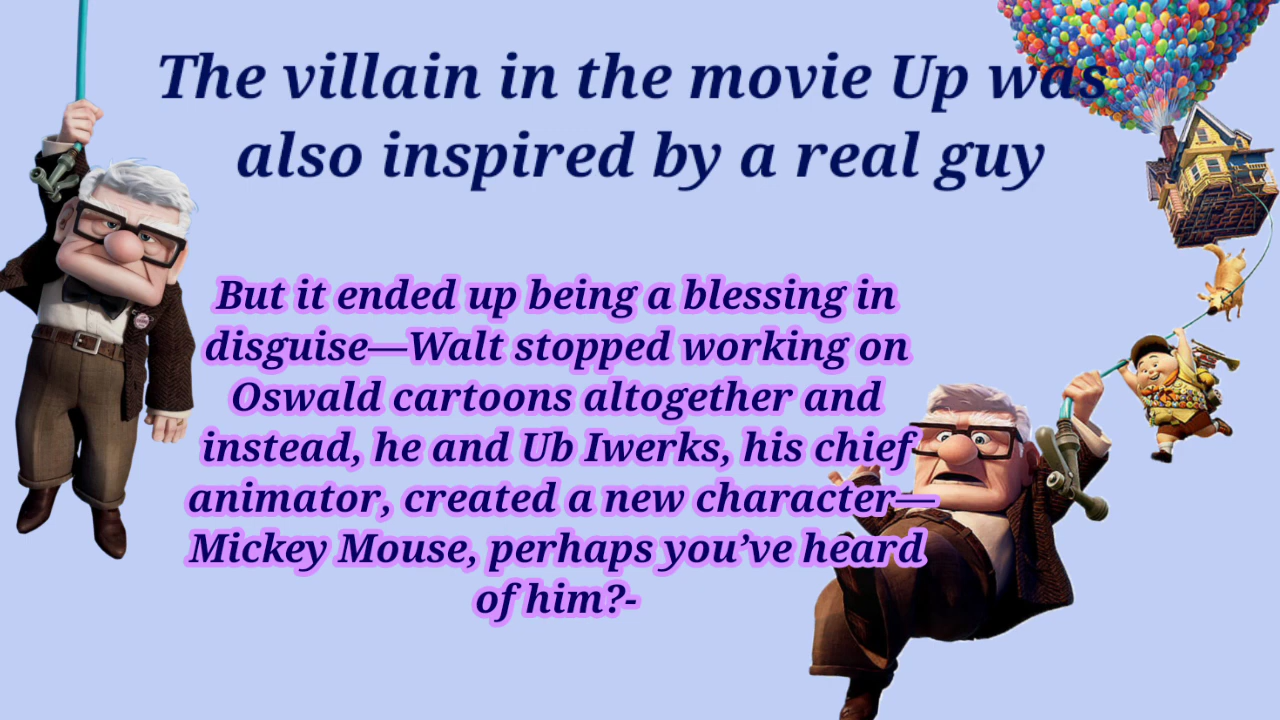 The villain in the movie Up was
also inspired by a real guy
But it ended up being a blessing in
disguise—Walt stopped working on
Oswald cartoons altogether and
instead, he and Ub Iwerks, his chief
animator, created a new character—
Mickey Mouse, perhaps you’ve heard
of him?-